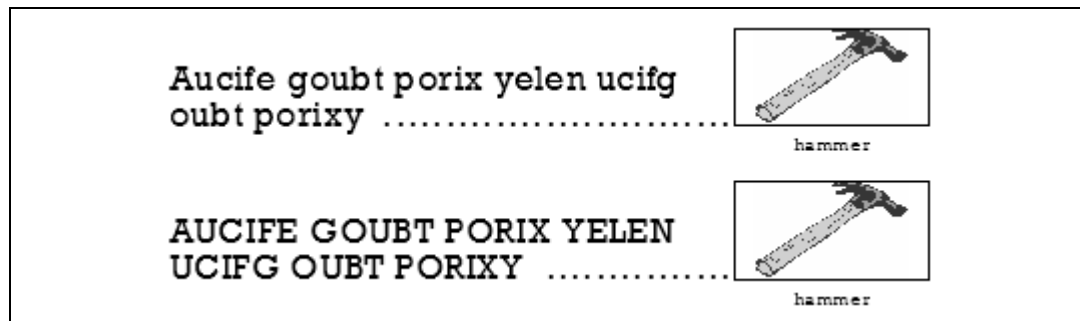 Aucife goubt porix yelen ucifg
oubt porixy ............................
hammer
AUCIFE GOUBT PORIX YELEN
UCIFG OUBT PORIXY ...............
hammer